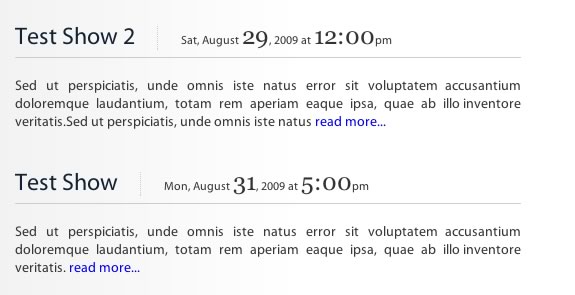 Test Show 2 Sat, August 29, 2009 at 12:00pm
Sed ut perspiciatis, unde omnis iste natus error sit voluptatem accusantium
doloremque laudantium, totam rem aperiam eaque ipsa, quae ab illo inventore
veritatis.Sed ut perspiciatis, unde omnis iste natus read more...
Test Show Mon, August 31, 2009 at 5:00pm
Sed ut perspiciatis, unde omnis iste natus error sit voluptatem accusantium
doloremque laudantium, totam rem aperiam eaque ipsa, quae ab illo inventore
veritatis. read more...